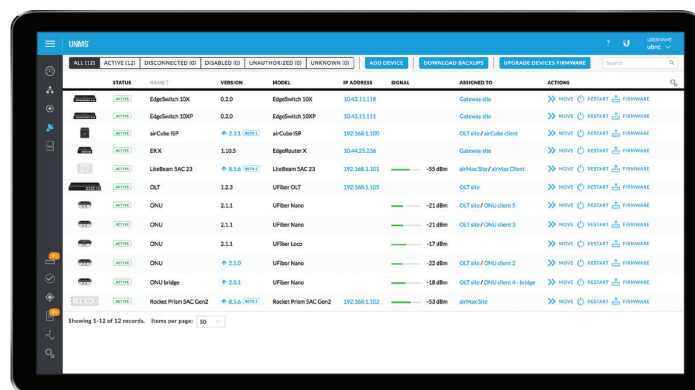 UNMS
?
U
USERNAME
ubnt
ALL (12) ACTIVE (12) DISCONNECTED (0) DISABLED (0) UNAUTHORIZED (0) UNKNOWN (0) ADD DEVICE DOWNLOAD BACKUPS UPGRADE DEVICES FIRMWARE Search
STATUS NAME VERSION MODEL IP ADDRESS SIGNAL ASSIGNED TO ACTIONS
ACTIVE EdgeSwitch 10X 0.2.0 EdgeSwitch 10X 10.43.11.118 Gateway site MOVE RESTART FIRMWARE
ACTIVE EdgeSwitch 10XP 0.2.0 EdgeSwitch 10XP 10.43.11.111 Gateway site MOVE RESTART FIRMWARE
ACTIVE airCube ISP 2.3.1 BETA.1 airCube ISP 192.168.1.100 OLT site / airCube client MOVE RESTART FIRMWARE
ACTIVE ER X 1.10.5 EdgeRouter X 10.44.25.236 Gateway site MOVE RESTART FIRMWARE
ACTIVE LiteBeam 5AC 23 8.5.6 BETA.1 LiteBeam 5AC 23 192.168.1.101 -55 dBm airMax Site / airMax Client MOVE RESTART FIRMWARE
ACTIVE OLT 1.2.3 UFiber OLT 192.168.1.105 OLT site MOVE RESTART FIRMWARE
ACTIVE ONU 2.1.1 UFiber Nano -21 dBm OLT site / ONU client 5 MOVE RESTART FIRMWARE
ACTIVE ONU 2.1.1 UFiber Nano -21 dBm OLT site / ONU client 3 MOVE RESTART FIRMWARE
ACTIVE ONU 2.1.1 UFiber Loco -17 dBm MOVE RESTART FIRMWARE
ACTIVE ONU 2.1.0 UFiber Nano -22 dBm OLT site / ONU client 2 MOVE RESTART FIRMWARE
ACTIVE ONU bridge 2.0.1 UFiber Nano -18 dBm OLT site / ONU client 4 - bridge MOVE RESTART FIRMWARE
ACTIVE Rocket Prism 5AC Gen2 8.5.6 BETA.1 Rocket Prism 5AC Gen2 192.168.1.102 -53 dBm airMax Site MOVE RESTART FIRMWARE
Showing 1-12 of 12 records. Items per page: 50